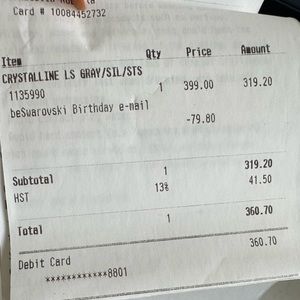 Card # 10084452732
Item Qty Price Amount
CRYSTALLINE LS GRAY/SIL/STS
1135990 1 399.00 319.20
beSwarovski Birthday e-mail
-79.80
Subtotal 1 319.20
HST 13% 41.50
Total 1 360.70
360.70
Debit Card
************8801